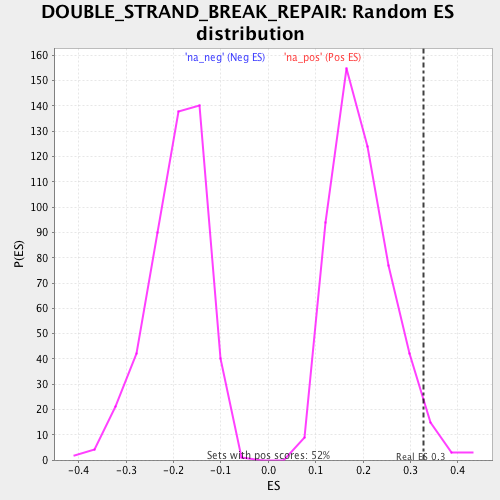 DOUBLE_STRAND_BREAK_REPAIR: Random ES
distribution
'na_neg' (Neg ES) 'na_pos' (Pos ES)
160
150
140
130
120
110
100
90
80
70
60
50
40
30
20
10
0
P(ES)
Sets with pos scores: 52%
Real ES 0.3
-0.4 -0.3 -0.2 -0.1 0.0 0.1 0.2 0.3 0.4
ES